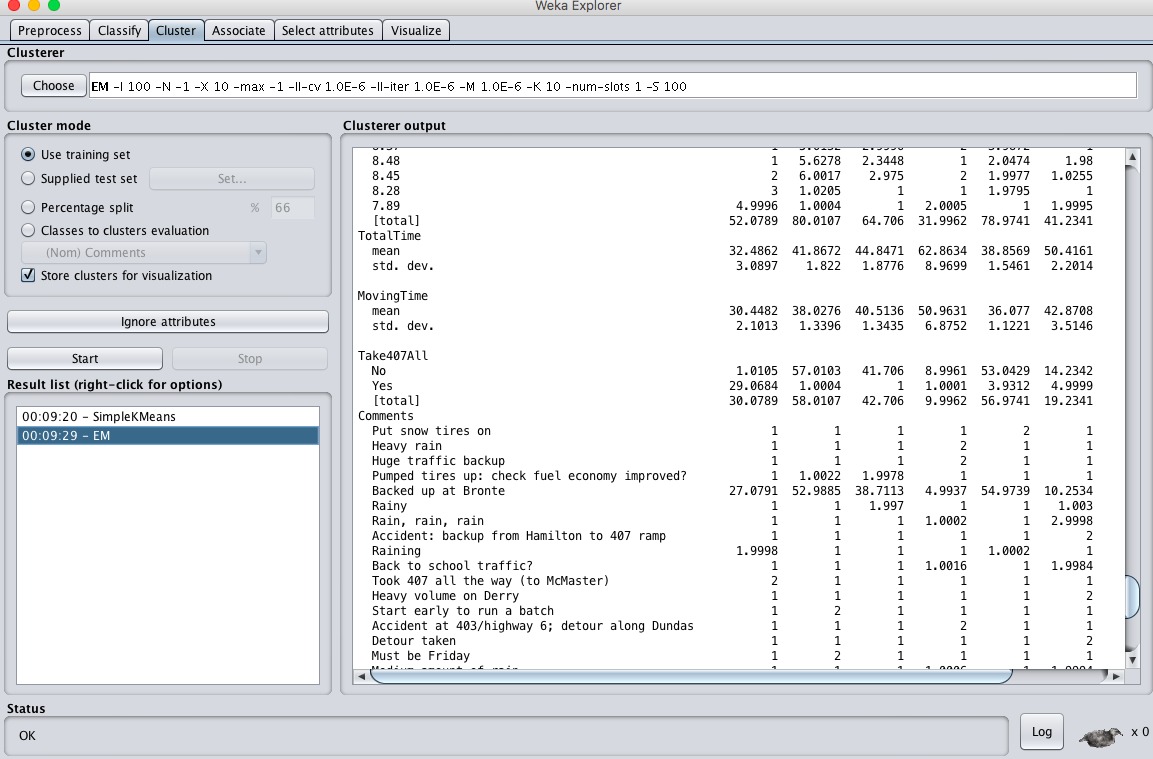 Weka Explorer
Preprocess Classify Cluster Associate Select attributes Visualize
Clusterer
Choose EM -I 100 -N -1 -X 10 -max -1 -ll-cv 1.0E-6 -ll-iter 1.0E-6 -M 1.0E-6 -K 10 -num-slots 1 -S 100
Cluster mode
Use training set
Supplied test set Set...
Percentage split % 66
Classes to clusters evaluation
(Nom) Comments
Store clusters for visualization
Ignore attributes
Start Stop
Result list (right-click for options)
00:09:20 - SimpleKMeans
00:09:29 - EM
Clusterer output
8.48 1 5.6278 2.3448 1 2.0474 1.98
8.45 2 6.0017 2.975 2 1.9977 1.0255
8.28 3 1.0205 1 1 1.9795 1
7.89 4.9996 1.0004 1 2.0005 1 1.9995
[total] 52.0789 80.0107 64.706 31.9962 78.9741 41.2341
TotalTime
mean 32.4862 41.8672 44.8471 62.8634 38.8569 50.4161
std. dev. 3.0897 1.822 1.8776 8.9699 1.5461 2.2014
MovingTime
mean 30.4482 38.0276 40.5136 50.9631 36.077 42.8708
std. dev. 2.1013 1.3396 1.3435 6.8752 1.1221 3.5146
Take407All
No 1.0105 57.0103 41.706 8.9961 53.0429 14.2342
Yes 29.0684 1.0004 1 1.0001 3.9312 4.9999
[total] 30.0789 58.0107 42.706 9.9962 56.9741 19.2341
Comments
Put snow tires on 1 1 1 1 2 1
Heavy rain 1 1 1 2 1 1
Huge traffic backup 1 1 1 2 1 1
Pumped tires up: check fuel economy improved? 1 1.0022 1.9978 1 1 1
Backed up at Bronte 27.0791 52.9885 38.7113 4.9937 54.9739 10.2534
Rainy 1 1 1.997 1 1 1.003
Rain, rain, rain 1 1 1 1.0002 1 2.9998
Accident: backup from Hamilton to 407 ramp 1 1 1 1 1 2
Raining 1.9998 1 1 1 1.0002 1
Back to school traffic? 1 1 1 1.0016 1 1.9984
Took 407 all the way (to McMaster) 2 1 1 1 1 1
Heavy volume on Derry 1 1 1 1 1 2
Start early to run a batch 1 2 1 1 1 1
Accident at 403/highway 6; detour along Dundas 1 1 1 2 1 1
Detour taken 1 1 1 1 1 2
Must be Friday 1 2 1 1 1 1
Status
OK
Log
x 0